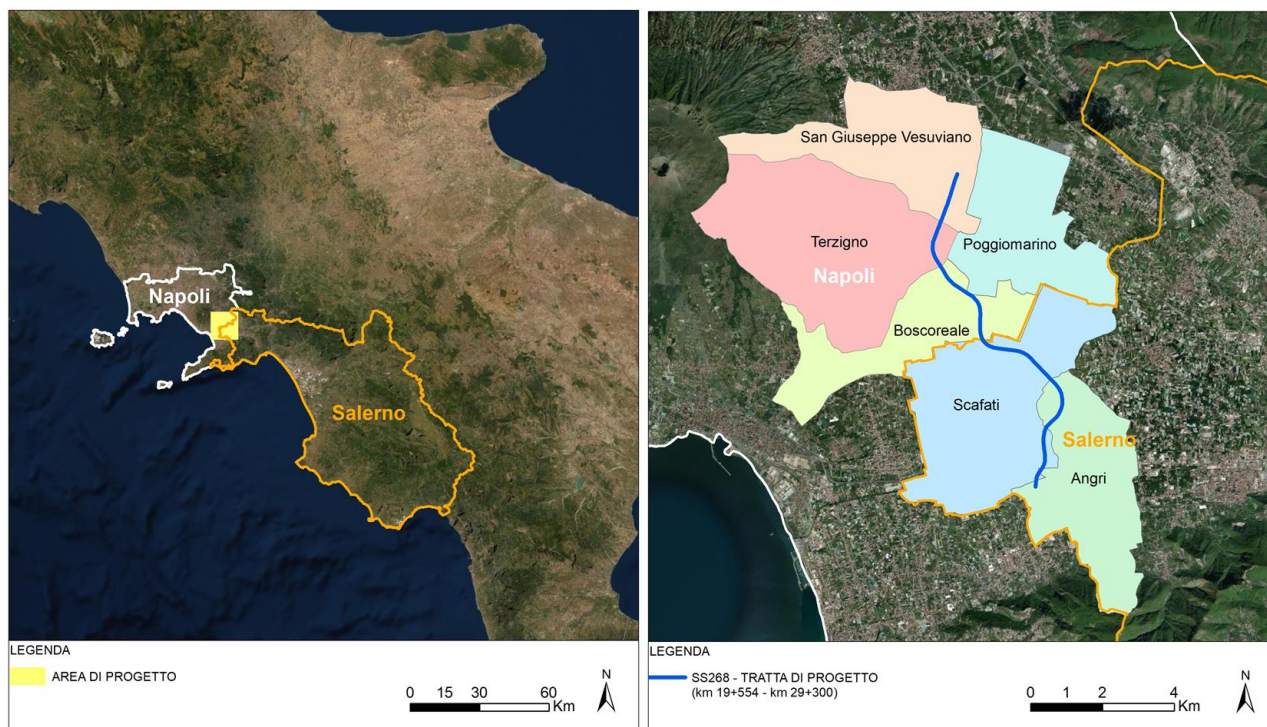 Napoli
Salerno
LEGENDA
AREA DI PROGETTO
N
0 15 30 60
Km
San Giuseppe Vesuviano
Terzigno
Poggiomarino
Napoli
Boscoreale
Scafati
Salerno
Angri
LEGENDA
SS268 - TRATTA DI PROGETTO
(km 19+554 - km 29+300)
N
0 1 2 4
Km